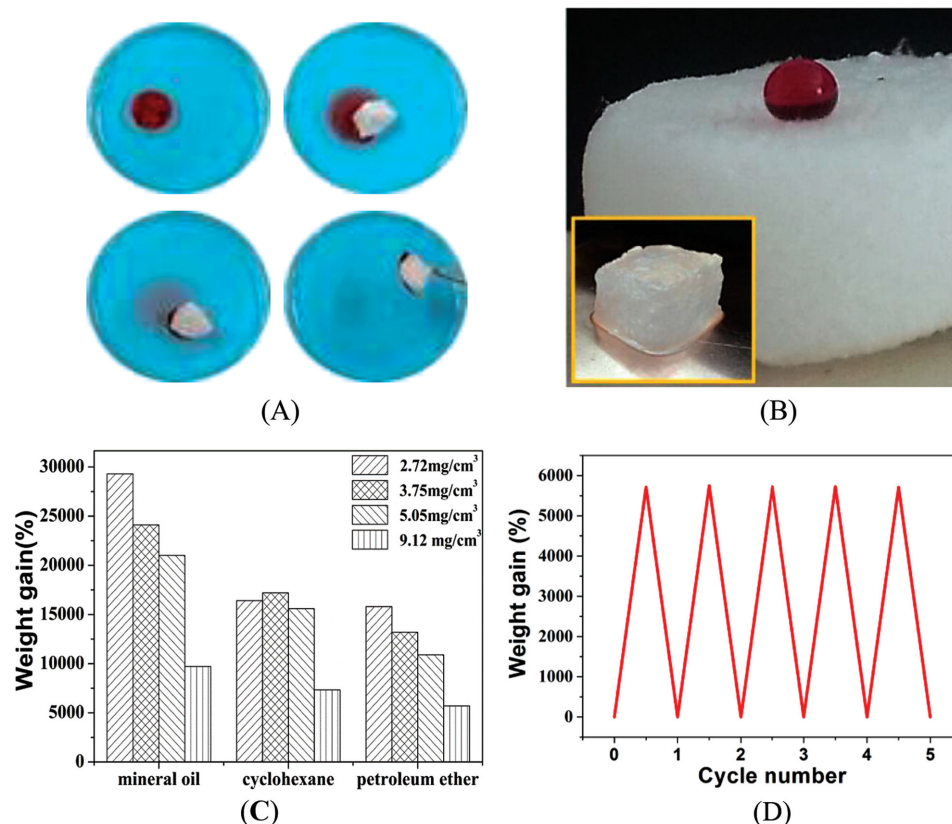 (A)
(B)
Weight gain(%)
30000
25000
20000
15000
10000
5000
0
2.72mg/cm³
3.75mg/cm³
5.05mg/cm³
9.12 mg/cm³
mineral oil
cyclohexane
petroleum ether
(C)
Weight gain (%)
6000
5000
4000
3000
2000
1000
0
0
1
2
3
4
5
Cycle number
(D)